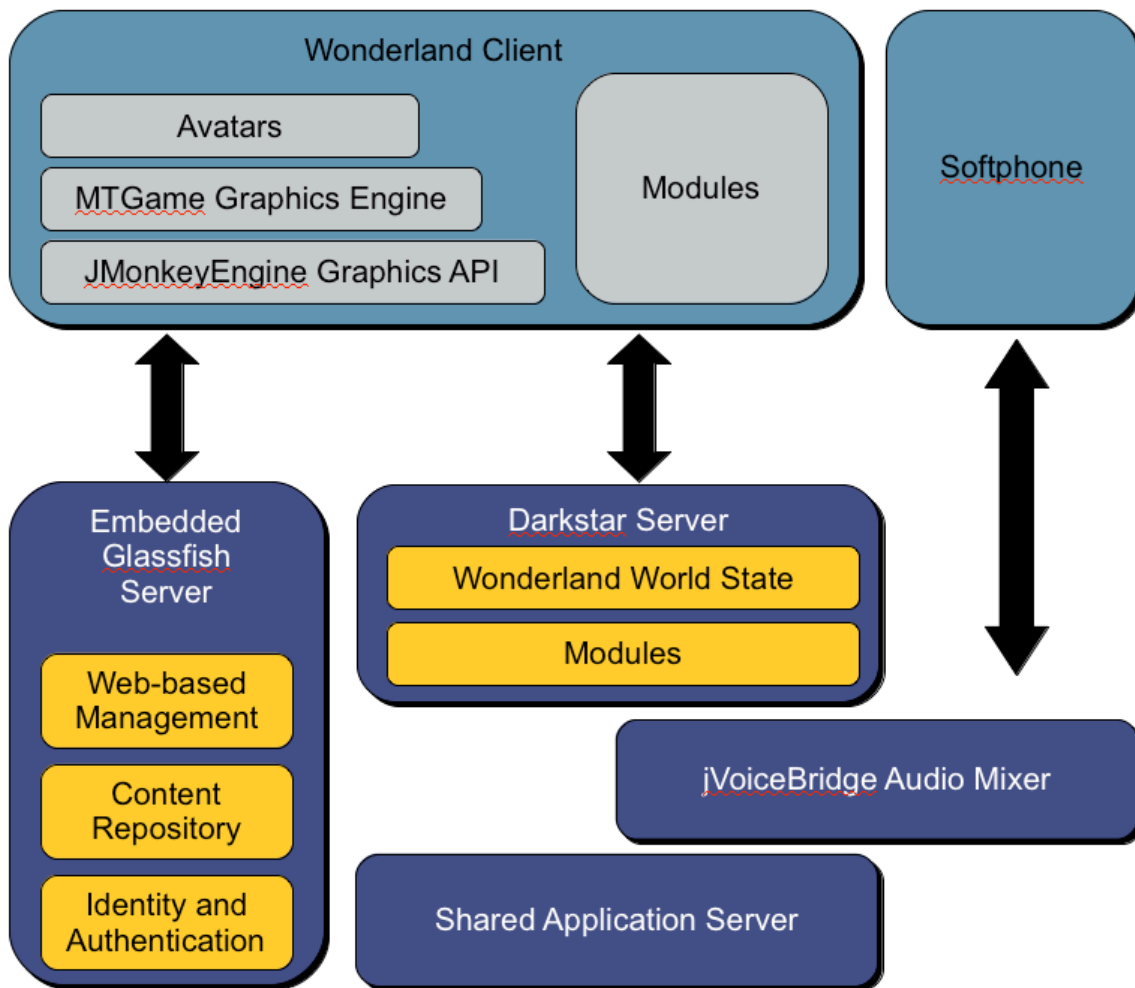 Wonderland Client
Avatars
MTGame Graphics Engine
JMonkeyEngine Graphics API
Modules
Softphone
Embedded
Glassfish
Server
Web-based
Management
Content
Repository
Identity and
Authentication
Darkstar Server
Wonderland World State
Modules
jVoiceBridge Audio Mixer
Shared Application Server